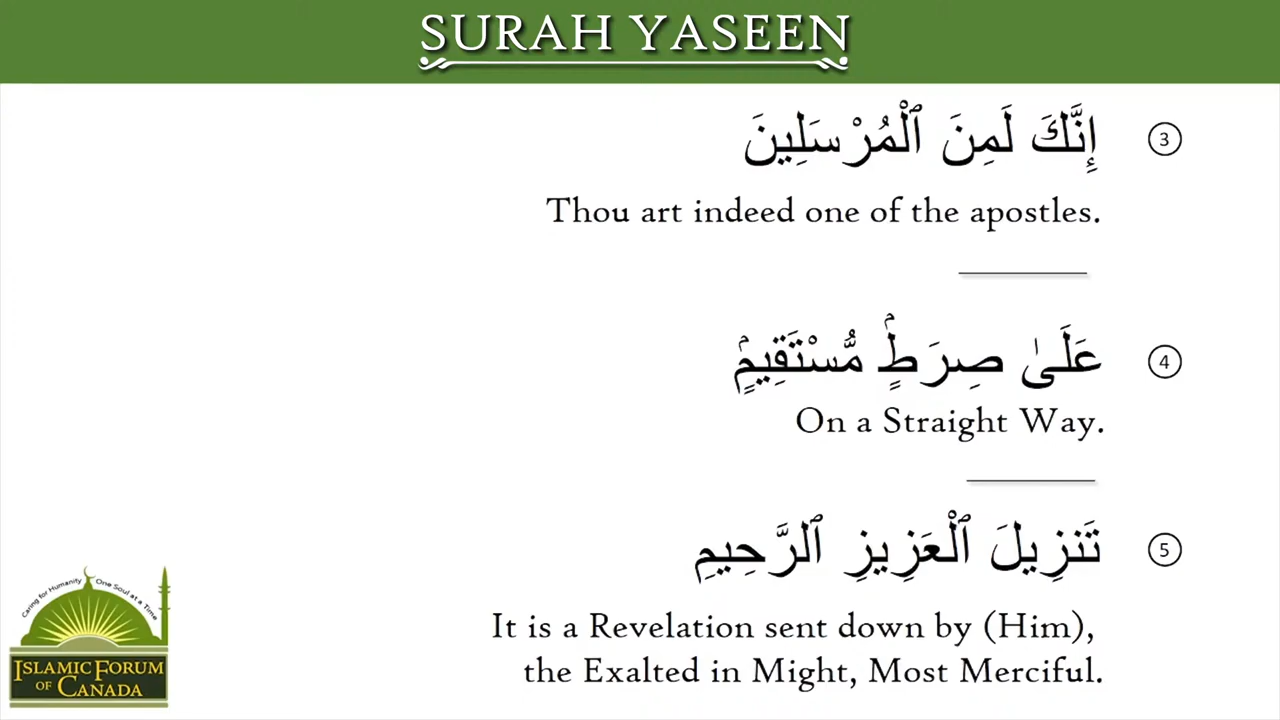 SURAH YASEEN
إِنَّكَ لَمِنَ ٱلْمُرْسَلِينَ ③
Thou art indeed one of the apostles.
عَلَىٰ صِرَطٍۢ مُّسْتَقِيمٍۢ ④
On a Straight Way.
تَنزِيلَ ٱلْعَزِيزِ ٱلرَّحِيمِ ⑤
It is a Revelation sent down by (Him),
the Exalted in Might, Most Merciful.
Caring for Humanity One Soul at a Time
ISLAMIC FORUM
OF CANADA